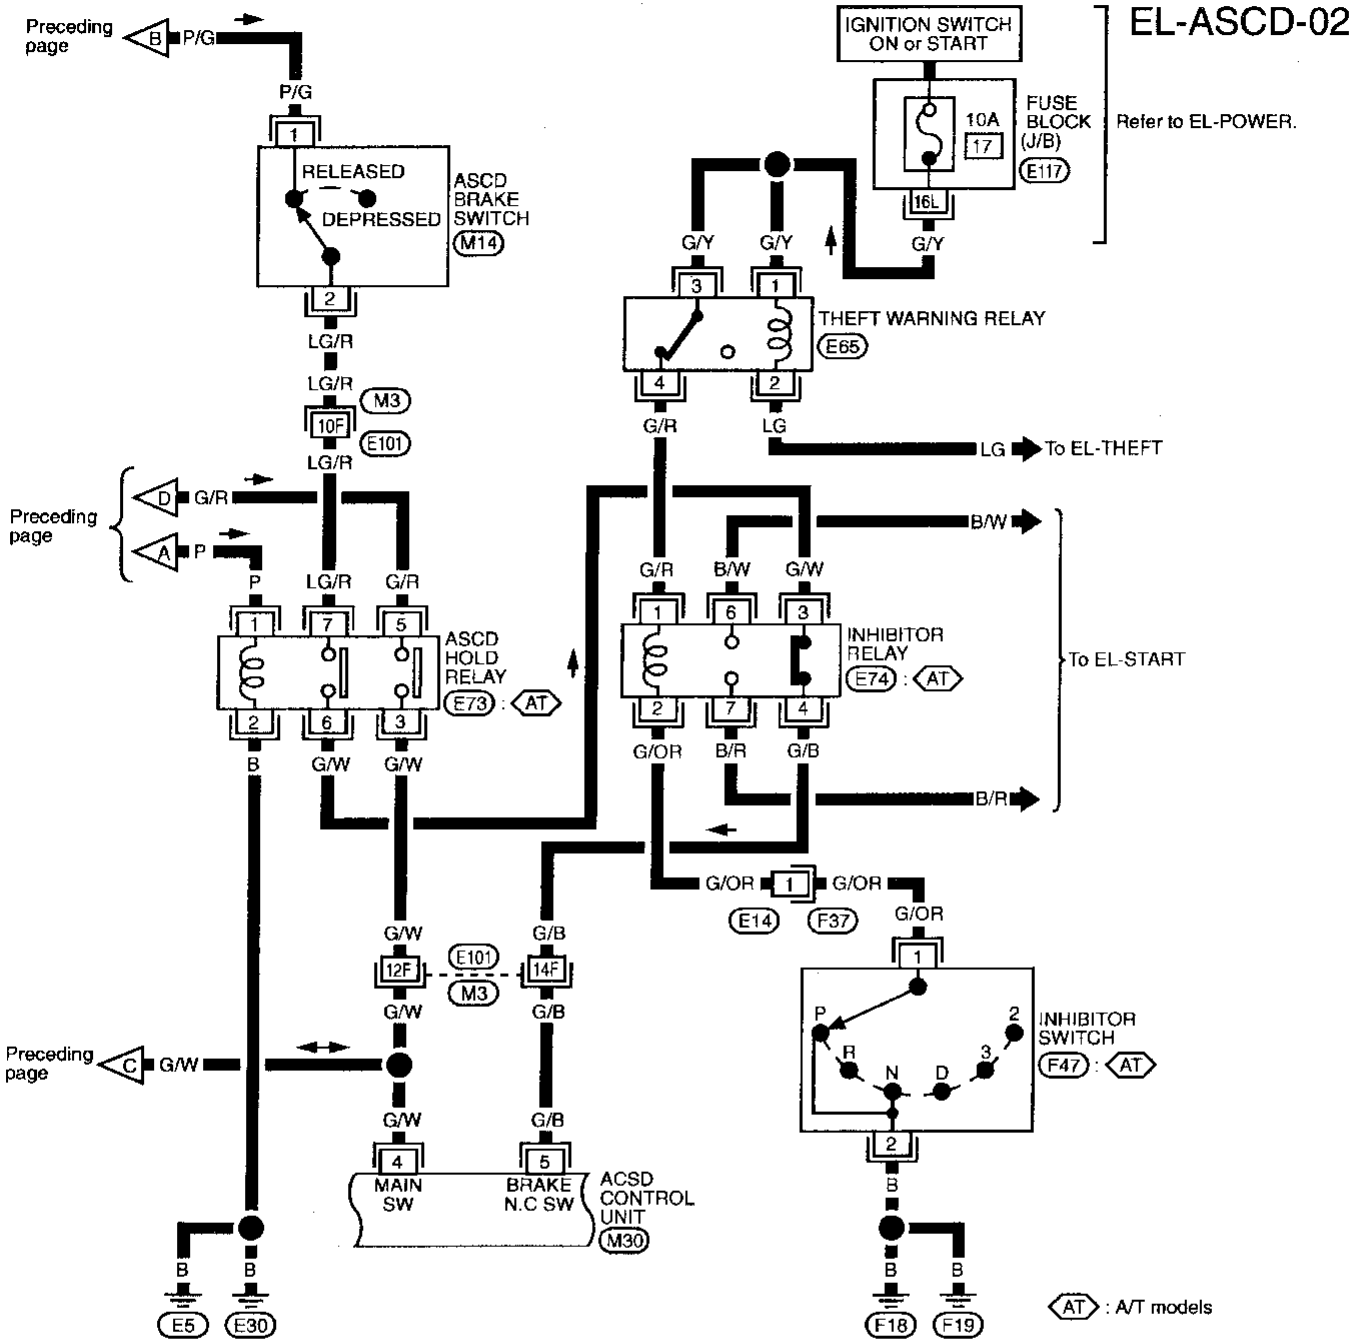 EL-ASCD-02
Preceding
page
B
P/G
P/G
1
RELEASED
DEPRESSED
ASCD
BRAKE
SWITCH
M14
2
LG/R
LG/R
M3
10F
E101
LG/R
IGNITION SWITCH
ON or START
FUSE
BLOCK
(J/B)
E117
10A
17
16L
Refer to EL-POWER.
G/Y
G/Y
G/Y
3
1
THEFT WARNING RELAY
E65
4
2
G/R
LG
LG
To EL-THEFT
Preceding
page
D
G/R
A
P
P
LG/R
G/R
1
7
5
ASCD
HOLD
RELAY
E73
:
AT
2
6
3
B
G/W
G/W
B/W
G/R
B/W
G/W
1
6
3
INHIBITOR
RELAY
E74
:
AT
2
7
4
G/OR
B/R
G/B
B/R
To EL-START
G/OR
1
G/OR
E14
F37
G/OR
G/W
G/B
12F
E101
M3
14F
G/W
G/B
1
P
R
N
D
3
2
INHIBITOR
SWITCH
F47
:
AT
2
Preceding
page
C
G/W
G/W
G/B
4
5
MAIN
SW
BRAKE
N.C SW
ACSD
CONTROL
UNIT
M30
B
B
E5
E30
B
B
B
F18
F19
AT
: A/T models